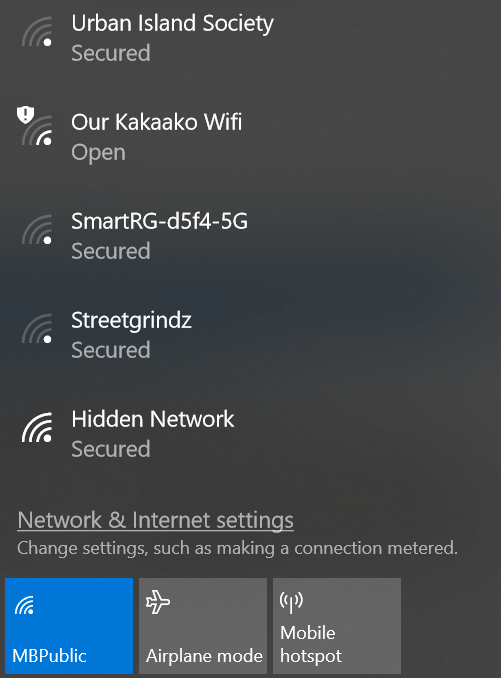 Urban Island Society
Secured
Our Kakaako Wifi
Open
SmartRG-d5f4-5G
Secured
Streetgrindz
Secured
Hidden Network
Secured
Network & Internet settings
Change settings, such as making a connection metered.
MBPublic
Airplane mode
Mobile
hotspot